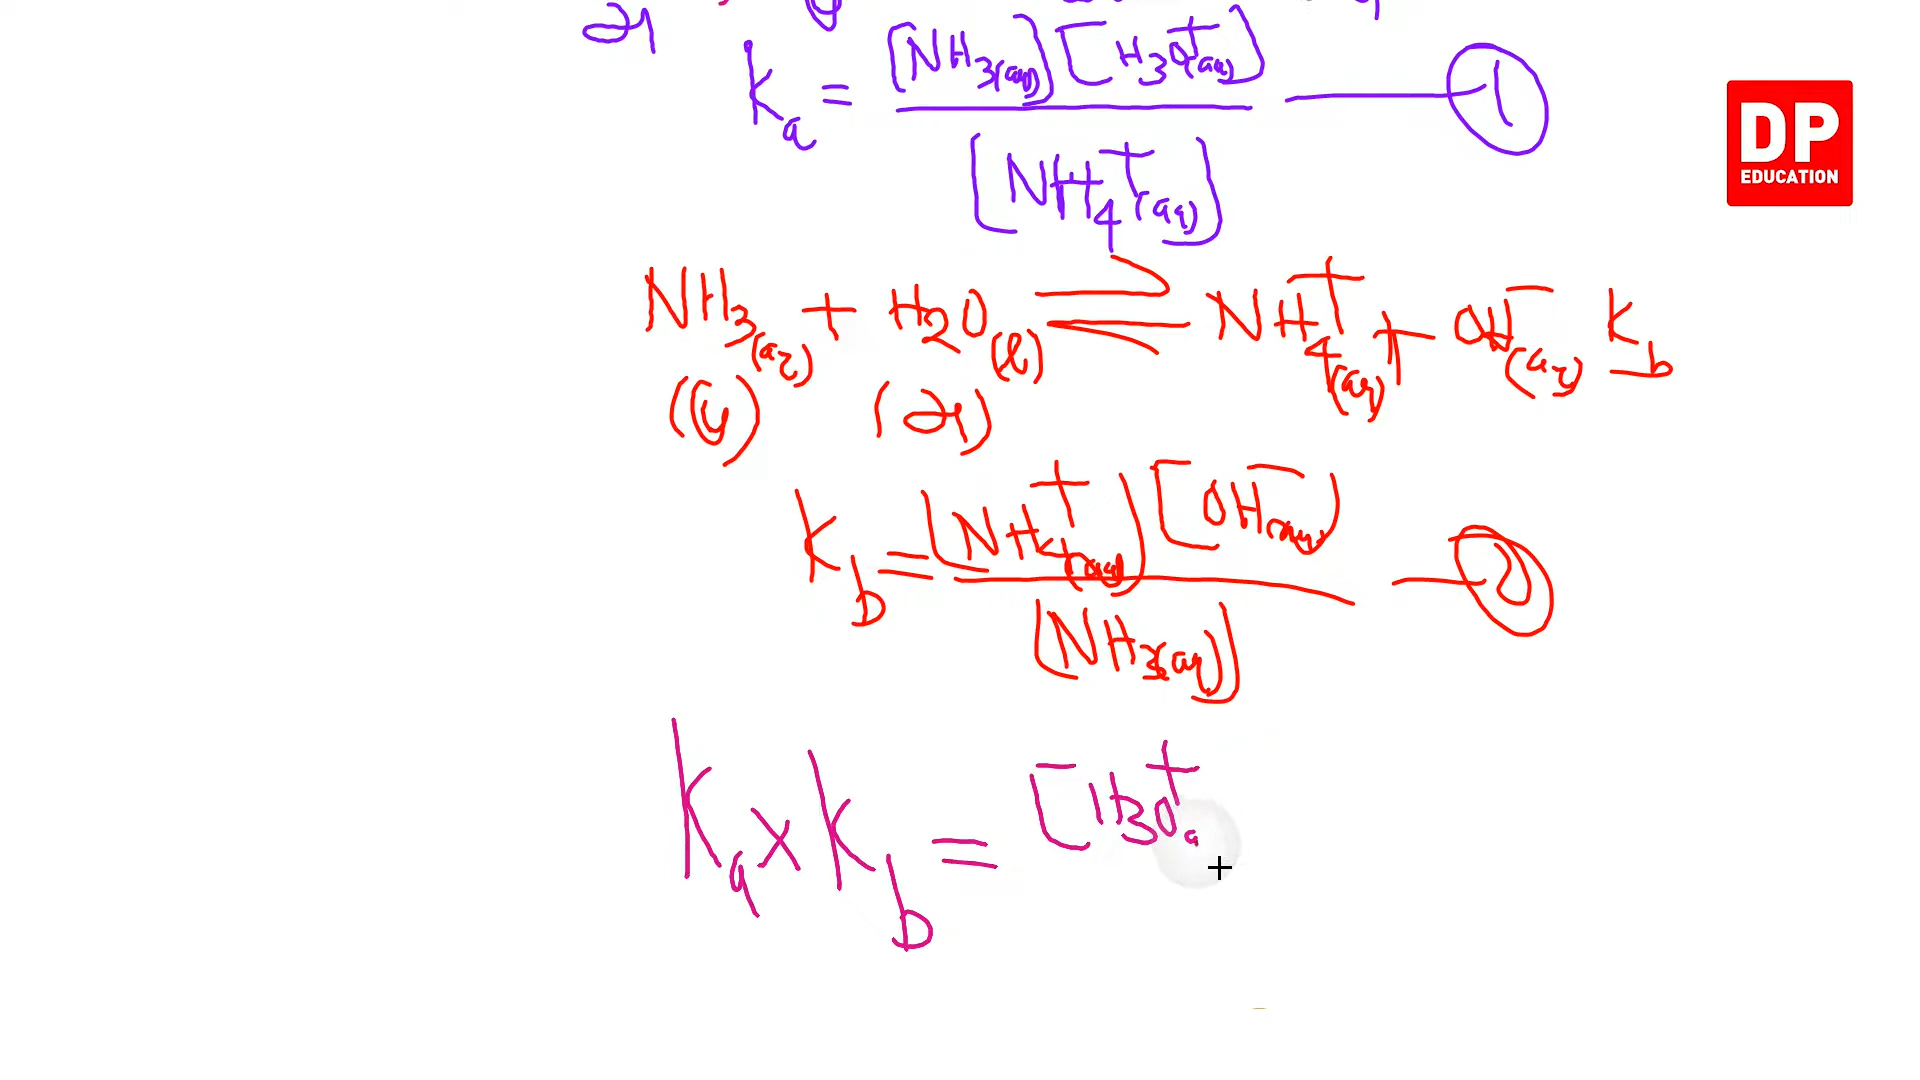 Ka = [NH3(aq)] [H3O+(aq)] / [NH4+(aq)] — 1
DP
EDUCATION
NH3(aq) + H2O(l) ⇌ NH4+(aq) + OH-(aq) Kb
Kb = [NH4+(aq)] [OH-(aq)] / [NH3(aq)] — 2
Ka x Kb = [H3O+a